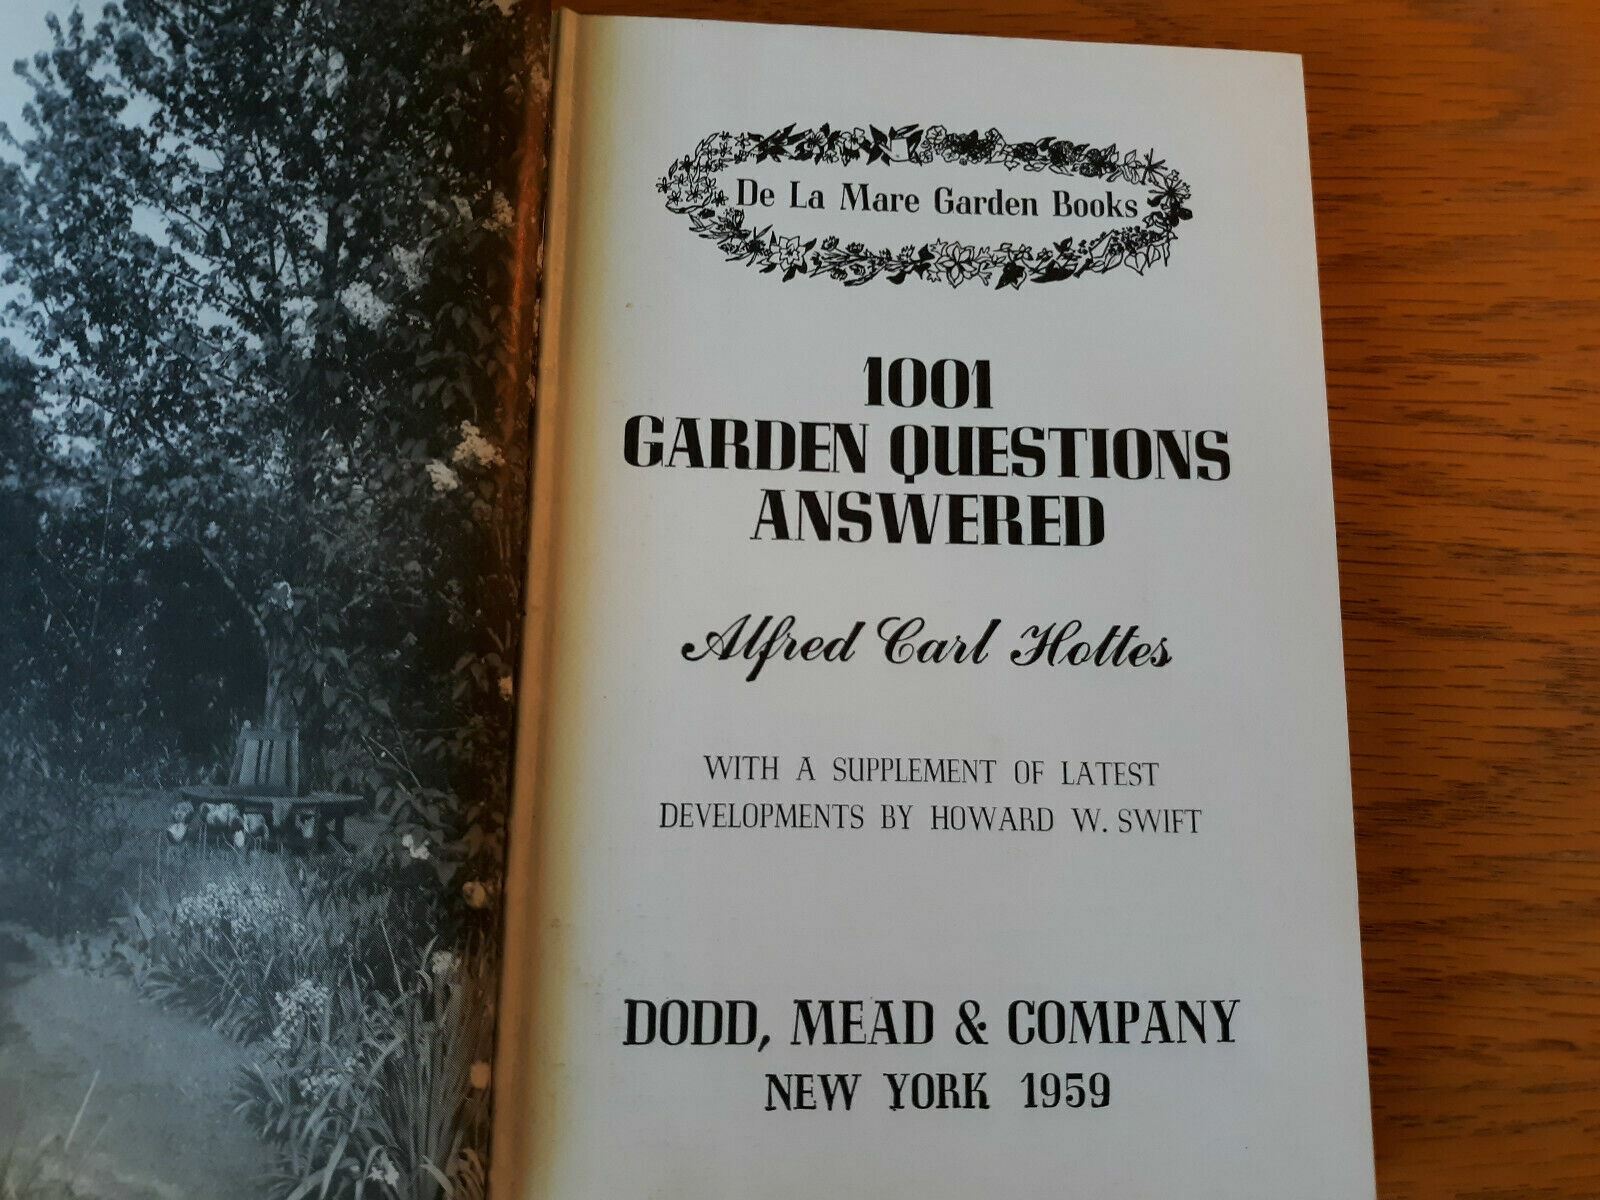 De La Mare Garden Books
1001
GARDEN QUESTIONS
ANSWERED
Alfred Carl Hottes
WITH A SUPPLEMENT OF LATEST
DEVELOPMENTS BY HOWARD W. SWIFT
DODD, MEAD & COMPANY
NEW YORK 1959